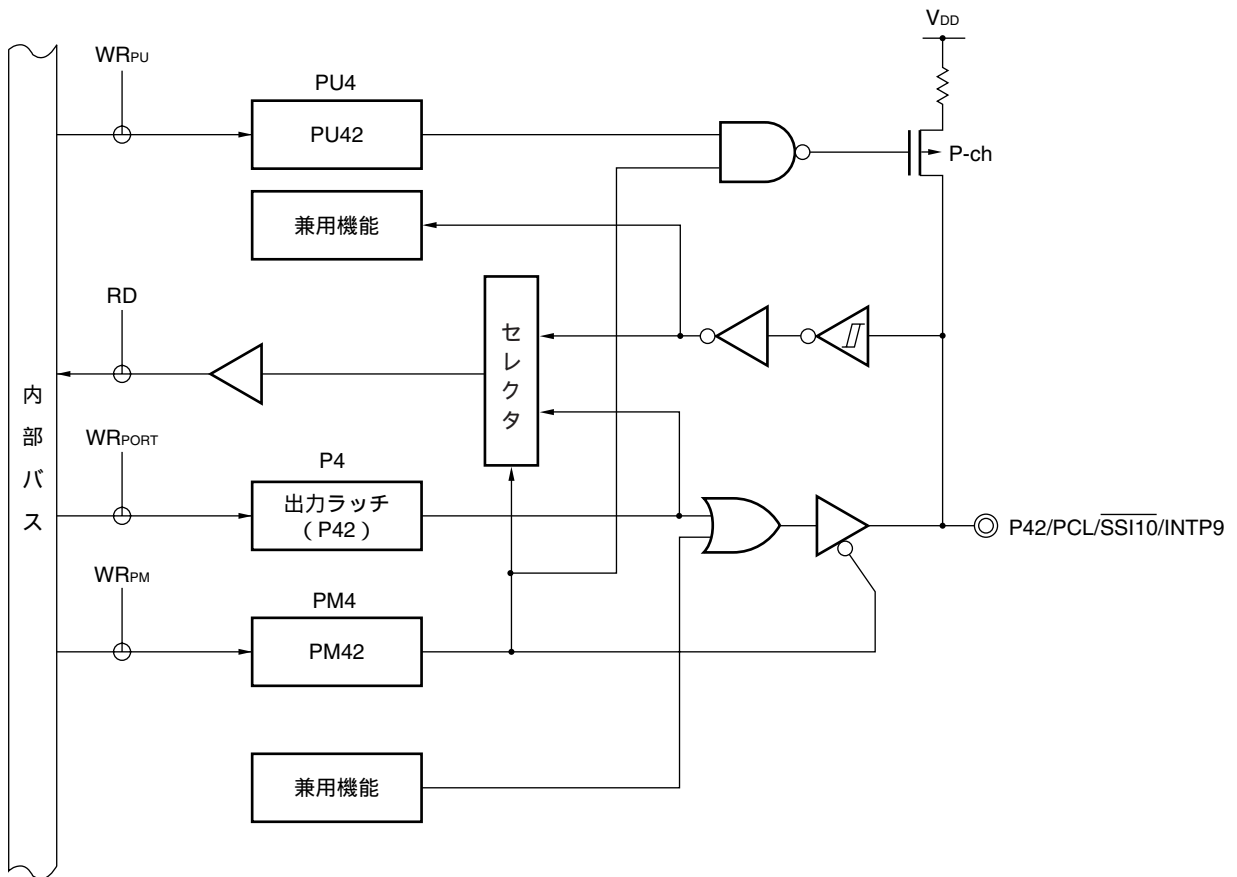 VDD
WRPU
PU4
PU42
P-ch
兼用機能
RD
セレクタ
内部バス
WRPORT
P4
出力ラッチ
(P42)
P42/PCL/SSI10/INTP9
WRPM
PM4
PM42
兼用機能